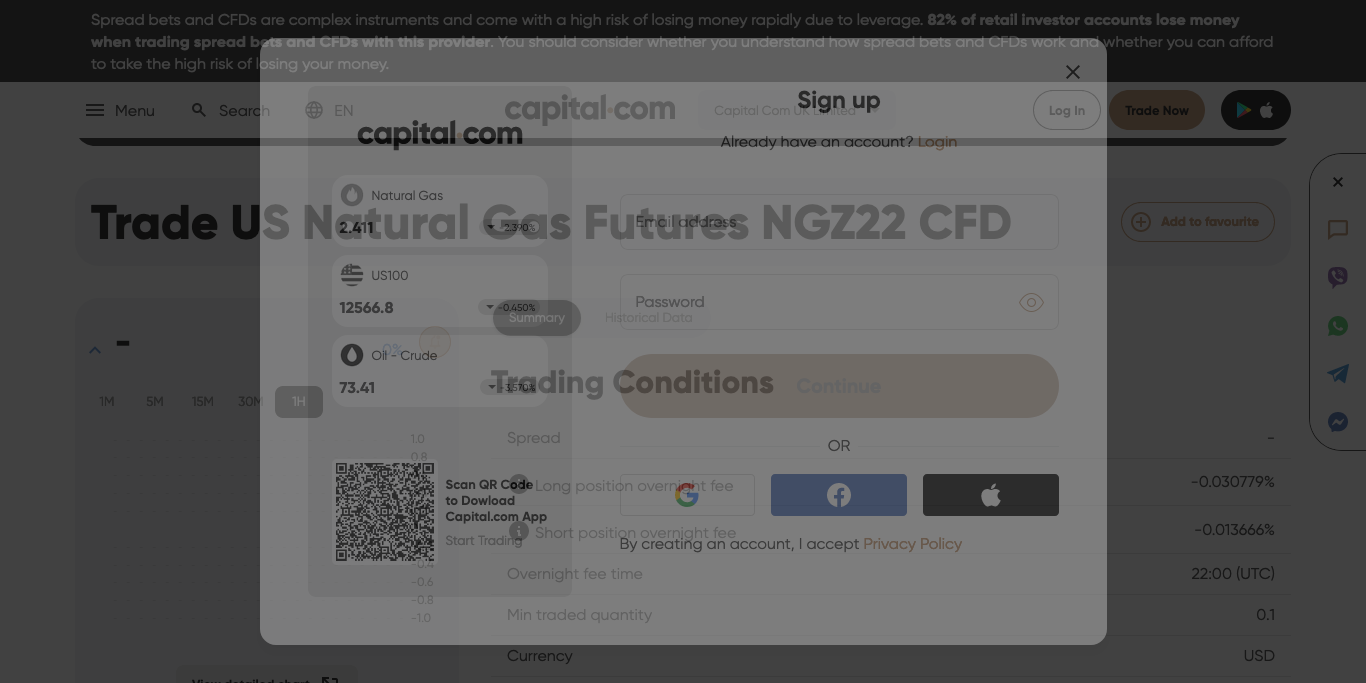 Spread bets and CFDs are complex instruments and come with a high risk of losing money rapidly due to leverage. 82% of retail investor accounts lose money
when trading spread bets and CFDs with this provider. You should consider whether you understand how spread bets and CFDs work and whether you can afford
to take the high risk of losing your money.
Menu
Search
EN
capital.com
Capital Com UK Limited
Log In
Trade Now
Trade US Natural Gas Futures NGZ22 CFD
Add to favourite
Sign up
Already have an account? Login
capital.com
Natural Gas
2.411
-2.390%
US100
12566.8
-0.450%
Oil - Crude
73.41
-3.570%
Scan QR Code
to Dowload
Capital.com App
Start Trading
Email address
Password
Continue
OR
By creating an account, I accept Privacy Policy
-
0%
1M
5M
15M
30M
1H
1.0
0.8
-0.4
-0.6
-0.8
-1.0
View detailed chart
Summary
Historical Data
Trading Conditions
Spread -
Long position overnight fee -0.030779%
Short position overnight fee -0.013666%
Overnight fee time 22:00 (UTC)
Min traded quantity 0.1
Currency USD